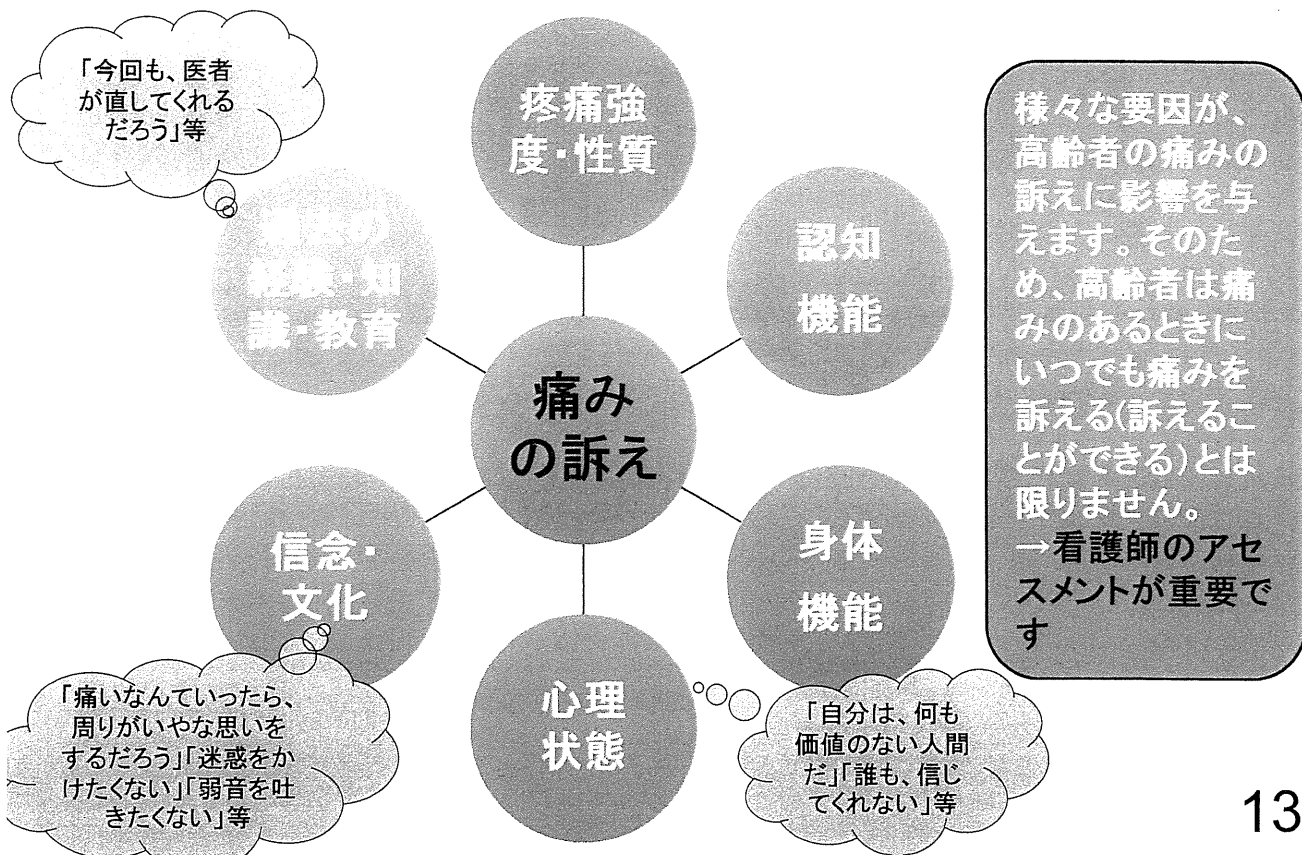 「今回も、医者
が直してくれる
だろう」等
疼痛強
度・性質
過去の
経験・知
識・教育
認知
機能
痛み
の訴え
信念・
文化
身体
機能
心理
状態
「痛いなんていったら、
周りがいやな思いを
するだろう」「迷惑をか
けたくない」「弱音を吐
きたくない」等
「自分は、何も
価値のない人間
だ」「誰も、信じ
てくれない」等
様々な要因が、
高齢者の痛みの
訴えに影響を与
えます。そのた
め、高齢者は痛
みのあるときに
いつでも痛みを
訴える(訴えるこ
とができる)とは
限りません。
→看護師のアセ
スメントが重要で
す
13